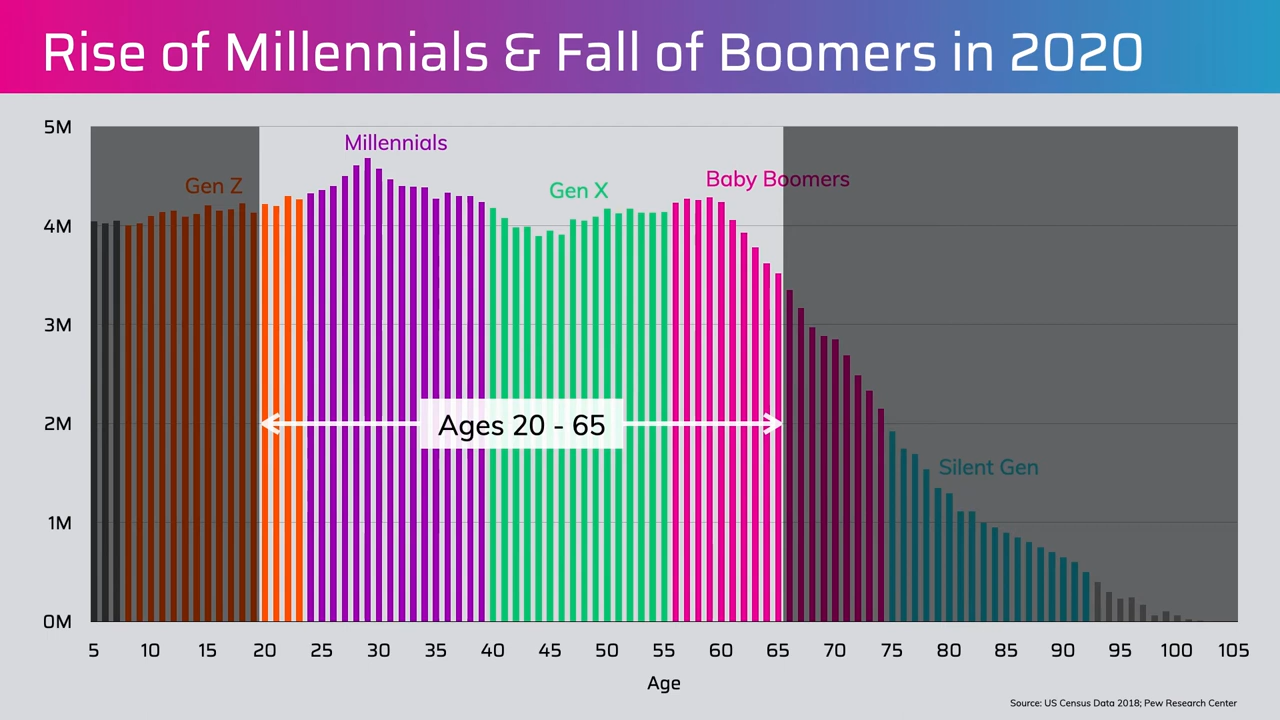 Rise of Millennials & Fall of Boomers in 2020
5M
Millennials
Gen Z
Gen X
Baby Boomers
4M
3M
2M
Ages 20 - 65
Silent Gen
1M
0M
5 10 15 20 25 30 35 40 45 50 55 60 65 70 75 80 85 90 95 100 105
Age
Source: US Census Data 2018; Pew Research Center